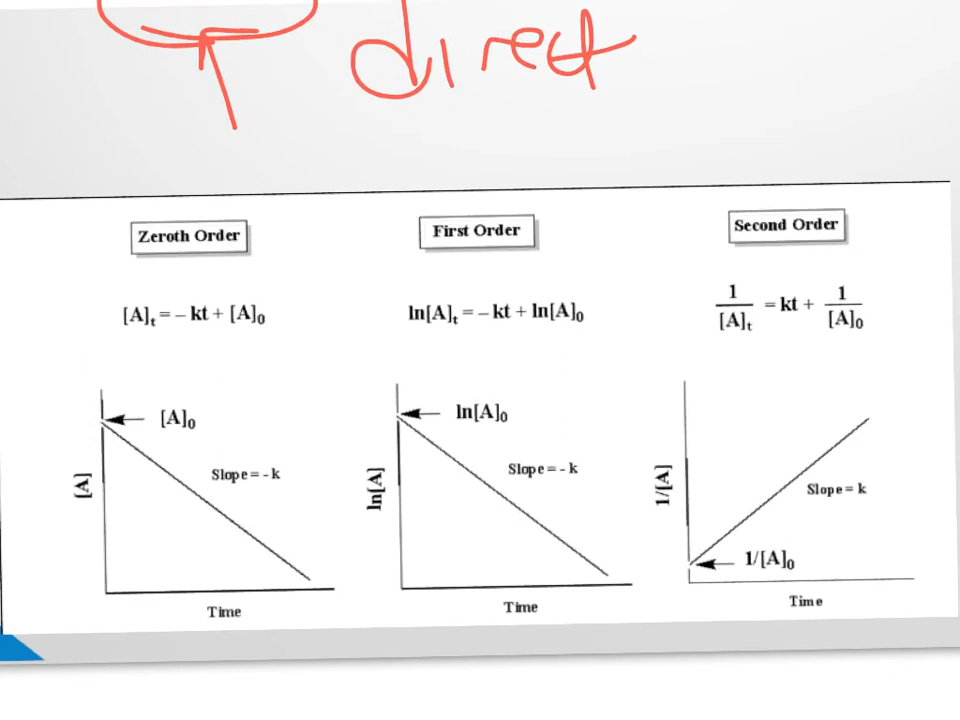 direct
Zeroth Order
First Order
Second Order
[A]t = – kt + [A]0
ln[A]t = – kt + ln[A]0
1/[A]t = kt + 1/[A]0
[A]0
ln[A]0
[A]
Slope = - k
ln[A]
Slope = - k
1/[A]
Slope = k
1/[A]0
Time
Time
Time